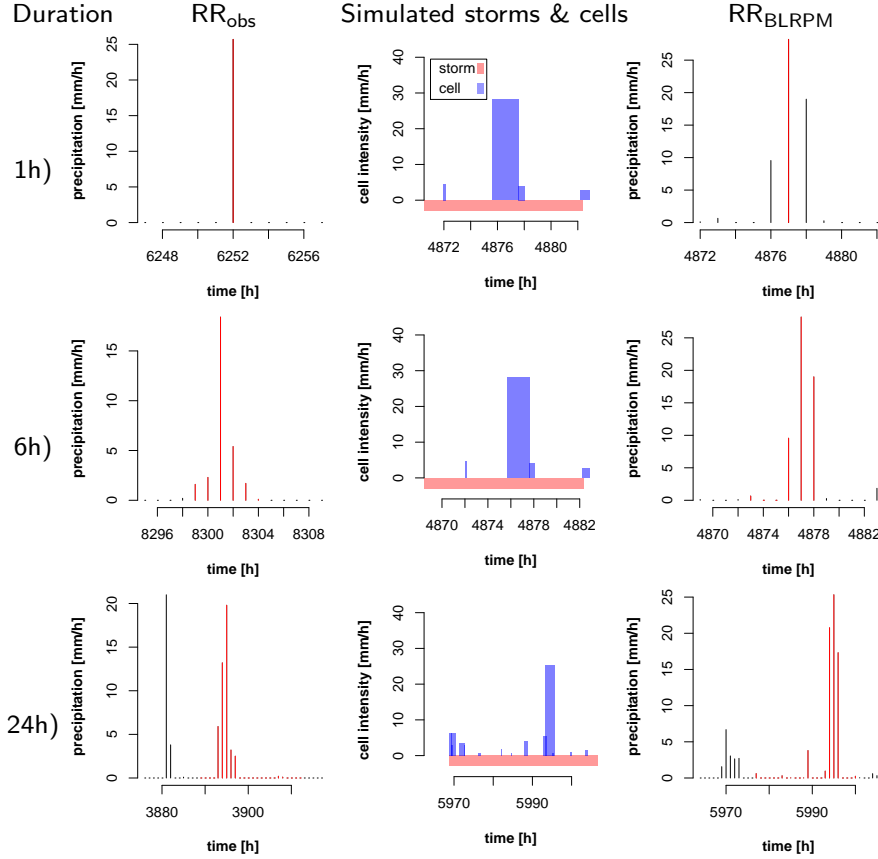 Duration RR_obs Simulated storms & cells RR_BLRPM
1h)
precipitation [mm/h]
25
20
15
10
5
0
6248 6252 6256
time [h]
cell intensity [mm/h]
40
30
20
10
0
storm
cell
4872 4876 4880
time [h]
precipitation [mm/h]
25
20
15
10
5
0
4872 4877 4880
time [h]
6h)
precipitation [mm/h]
15
10
5
0
8296 8300 8304 8308
time [h]
cell intensity [mm/h]
40
30
20
10
0
4870 4874 4878 4882
time [h]
precipitation [mm/h]
25
20
15
10
5
0
4870 4874 4878 4882
time [h]
24h)
precipitation [mm/h]
20
15
10
5
0
3880 3900
time [h]
cell intensity [mm/h]
40
30
20
10
0
5970 5990
time [h]
precipitation [mm/h]
25
20
15
10
5
0
5970 5990
time [h]